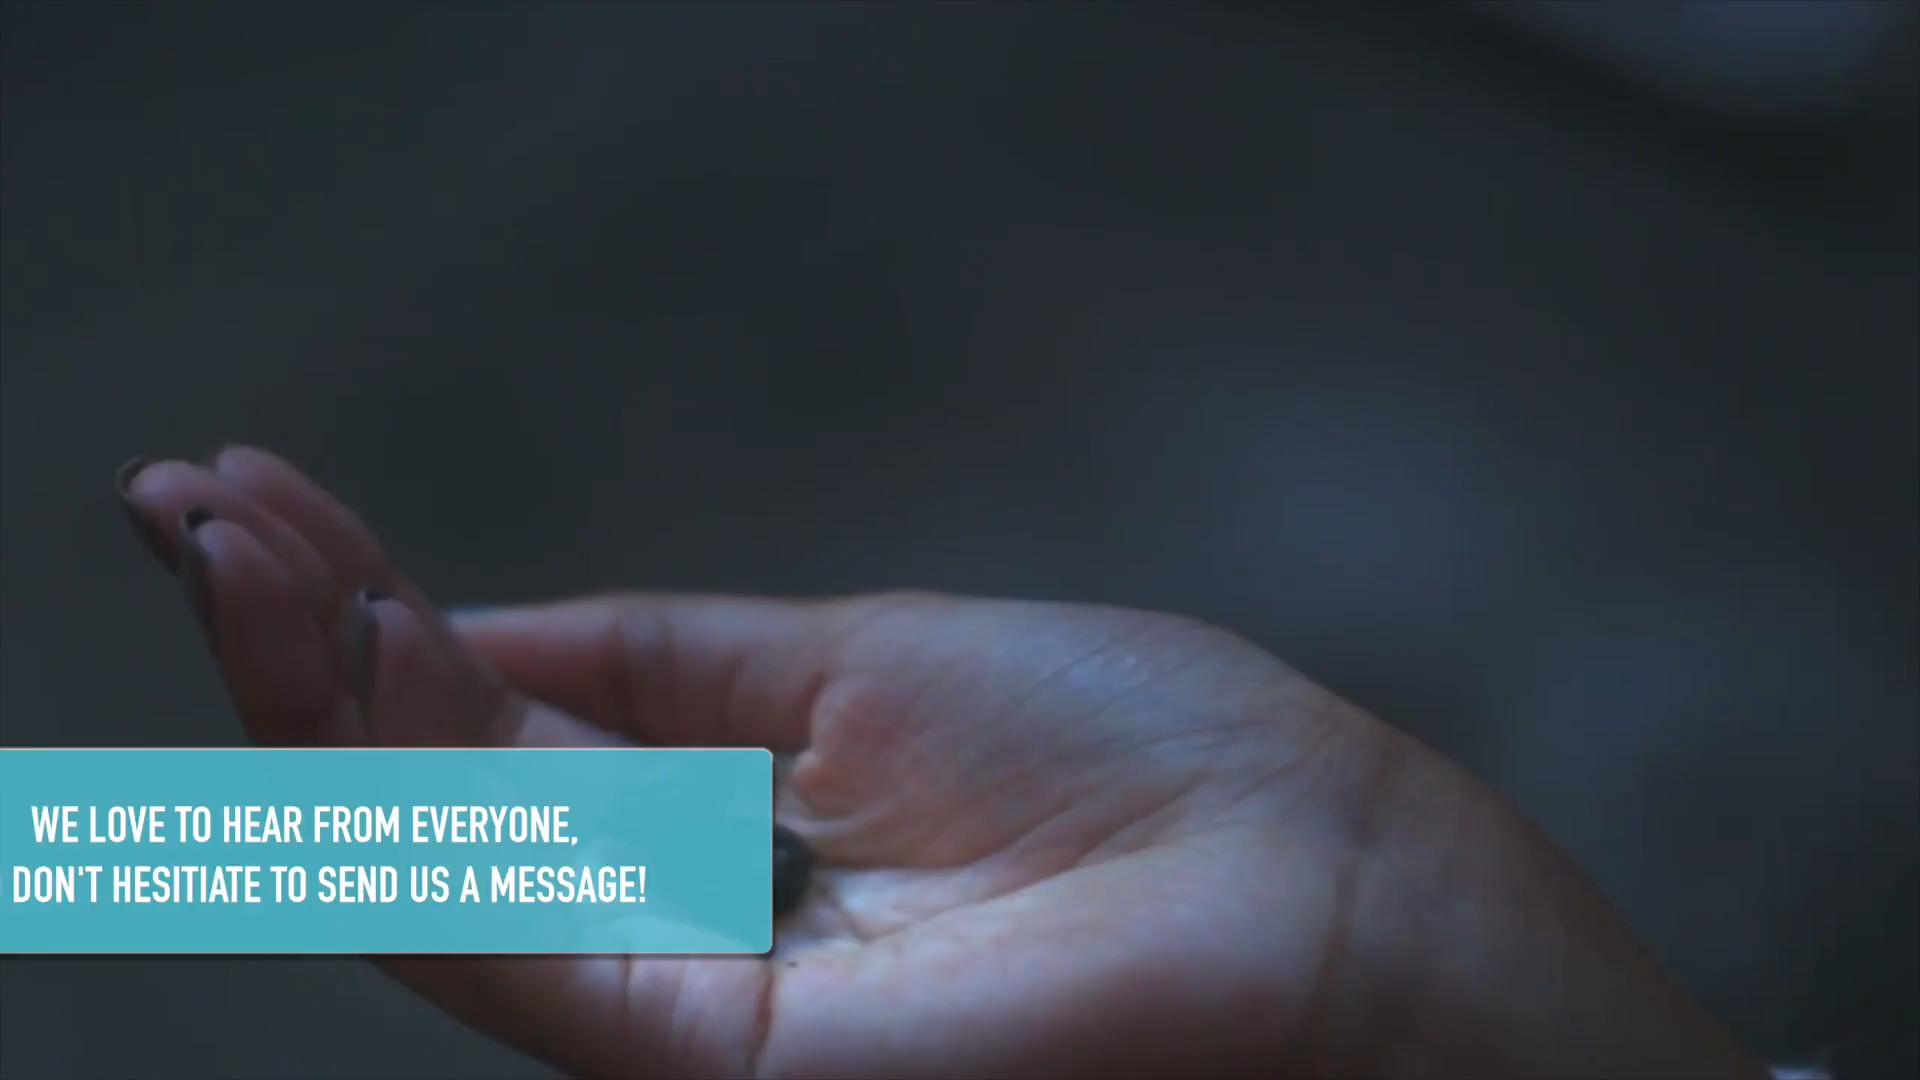 WE LOVE TO HEAR FROM EVERYONE,
DON'T HESITIATE TO SEND US A MESSAGE!